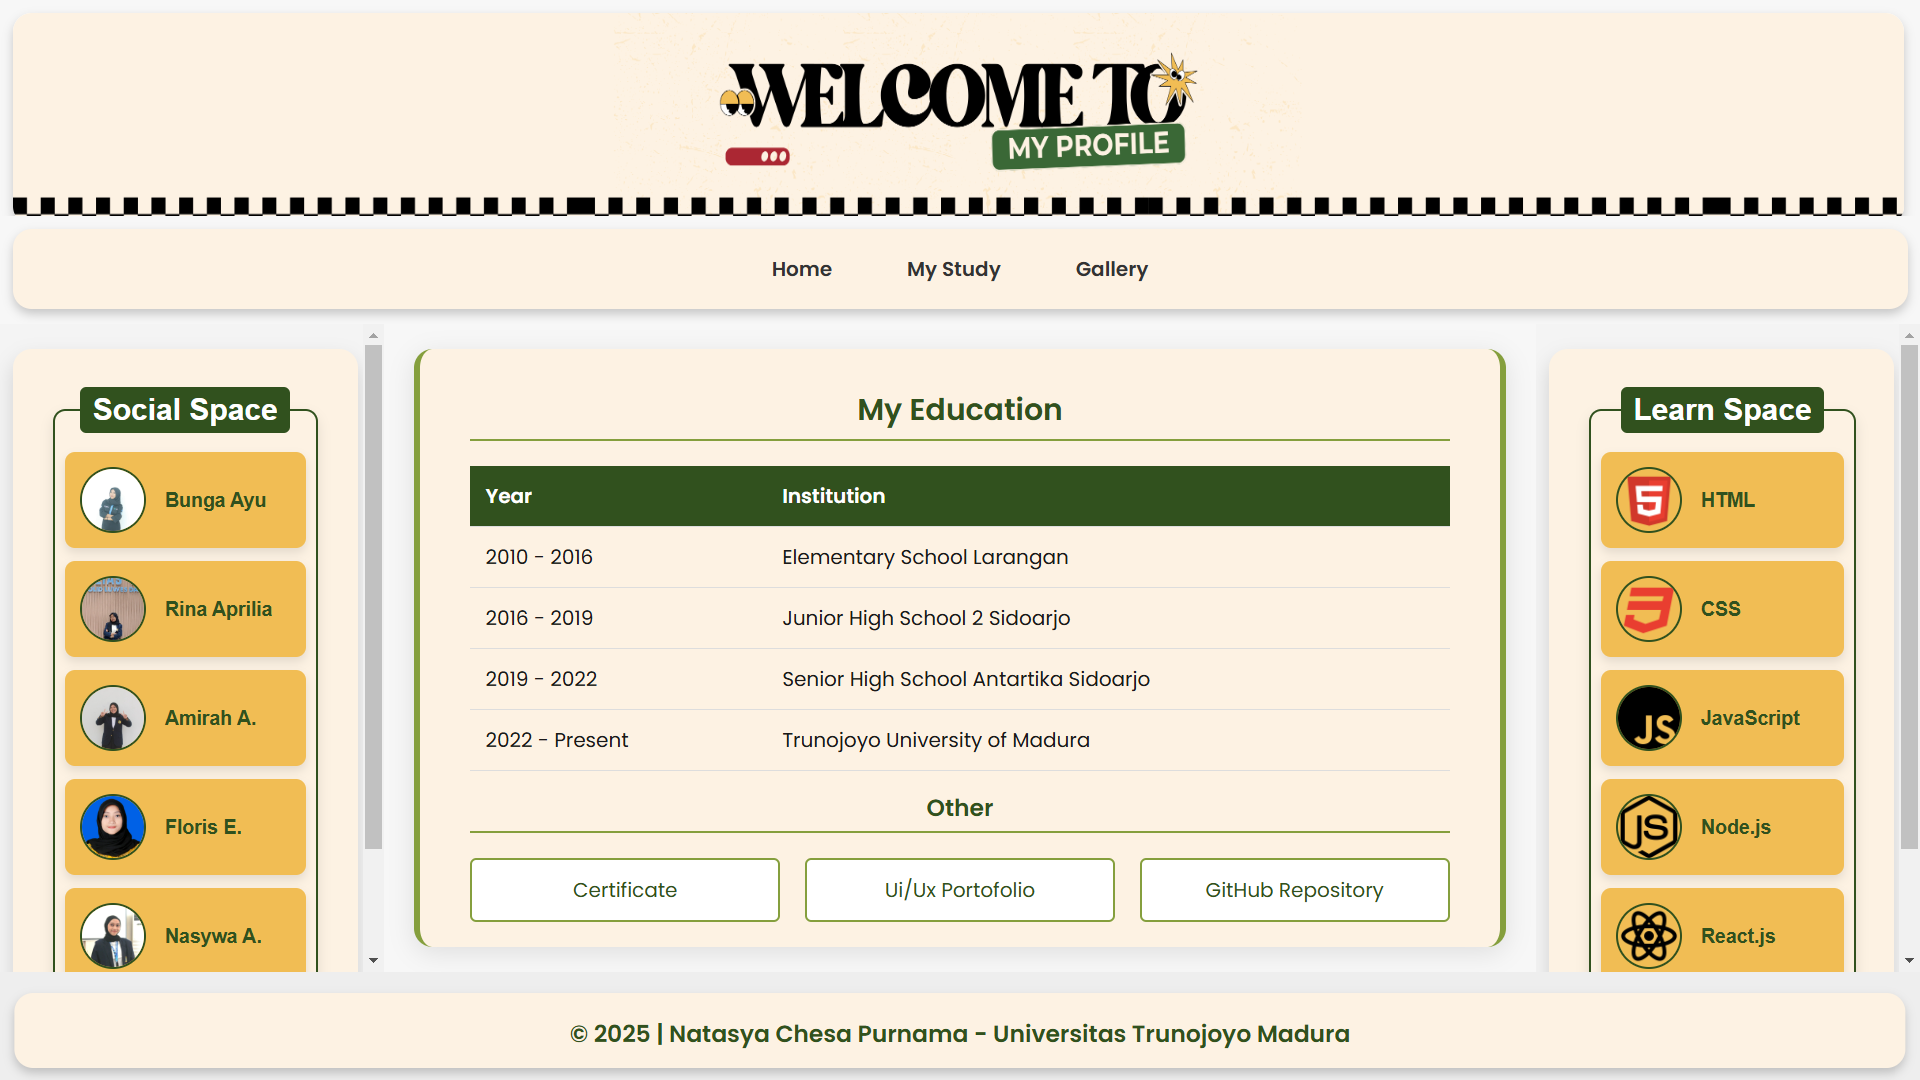 WELCOME TO
MY PROFILE
Home My Study Gallery
Social Space
Bunga Ayu
Rina Aprilia
Amirah A.
Floris E.
Nasywa A.
My Education
Year Institution
2010 - 2016 Elementary School Larangan
2016 - 2019 Junior High School 2 Sidoarjo
2019 - 2022 Senior High School Antartika Sidoarjo
2022 - Present Trunojoyo University of Madura
Other
Certificate Ui/Ux Portofolio GitHub Repository
Learn Space
HTML
CSS
JS JavaScript
JS Node.js
React.js
© 2025 | Natasya Chesa Purnama - Universitas Trunojoyo Madura